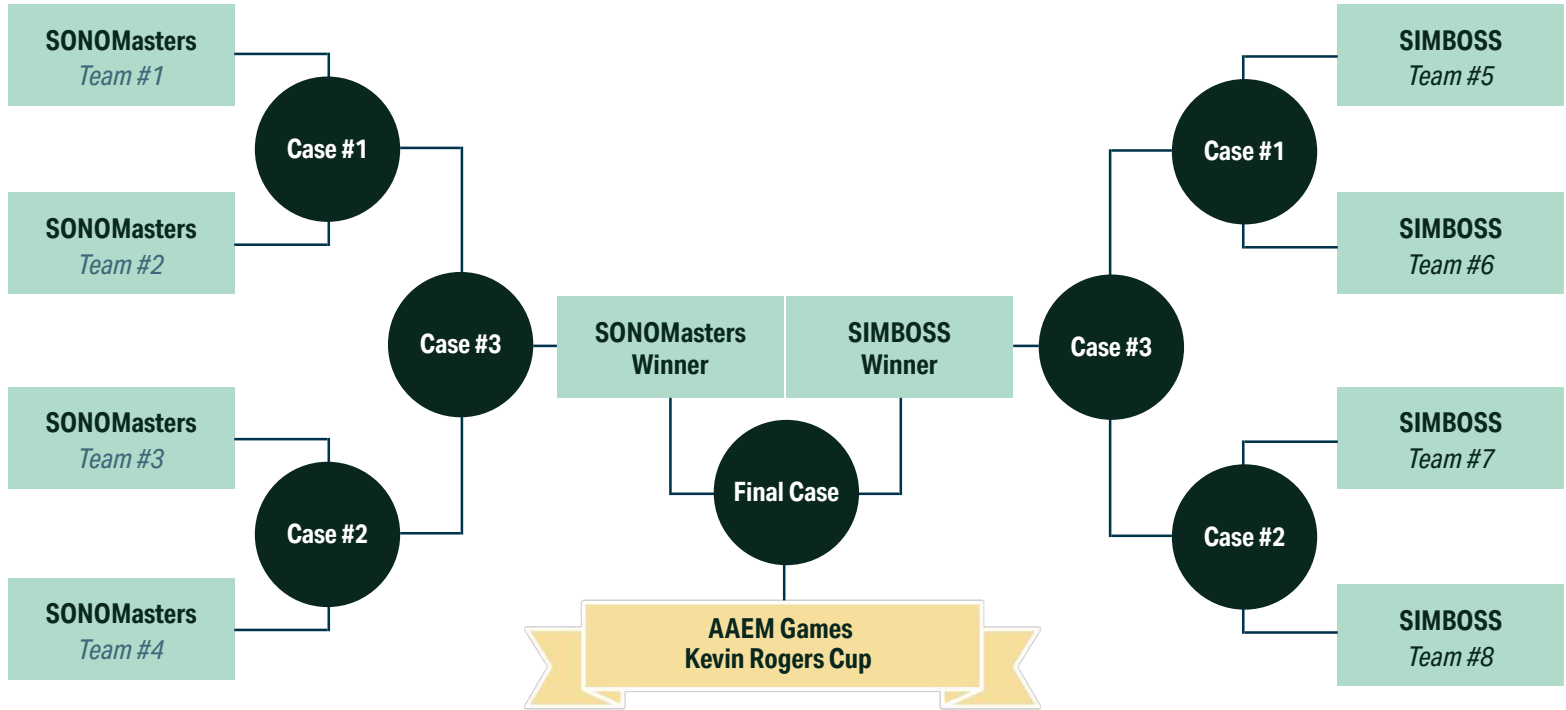 SONOMasters
Team #1
Case #1
SONOMasters
Team #2
Case #3
SONOMasters
Team #3
Case #2
SONOMasters
Team #4
SONOMasters
Winner
SIMBOSS
Winner
Final Case
AAEM Games
Kevin Rogers Cup
SIMBOSS
Team #5
Case #1
SIMBOSS
Team #6
Case #3
SIMBOSS
Team #7
Case #2
SIMBOSS
Team #8